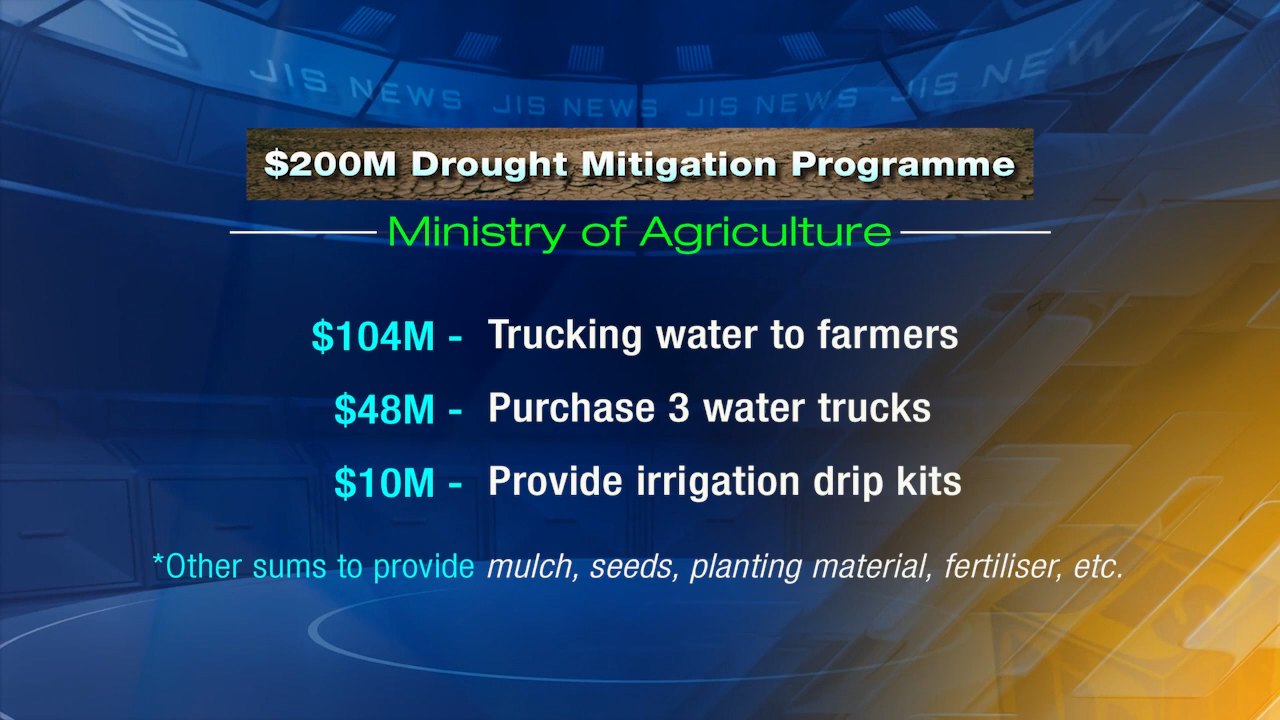 JIS NEWS JIS NEWS JIS NEWS JIS NEWS
$200M Drought Mitigation Programme
Ministry of Agriculture
$104M - Trucking water to farmers
$48M - Purchase 3 water trucks
$10M - Provide irrigation drip kits
*Other sums to provide mulch, seeds, planting material, fertiliser, etc.